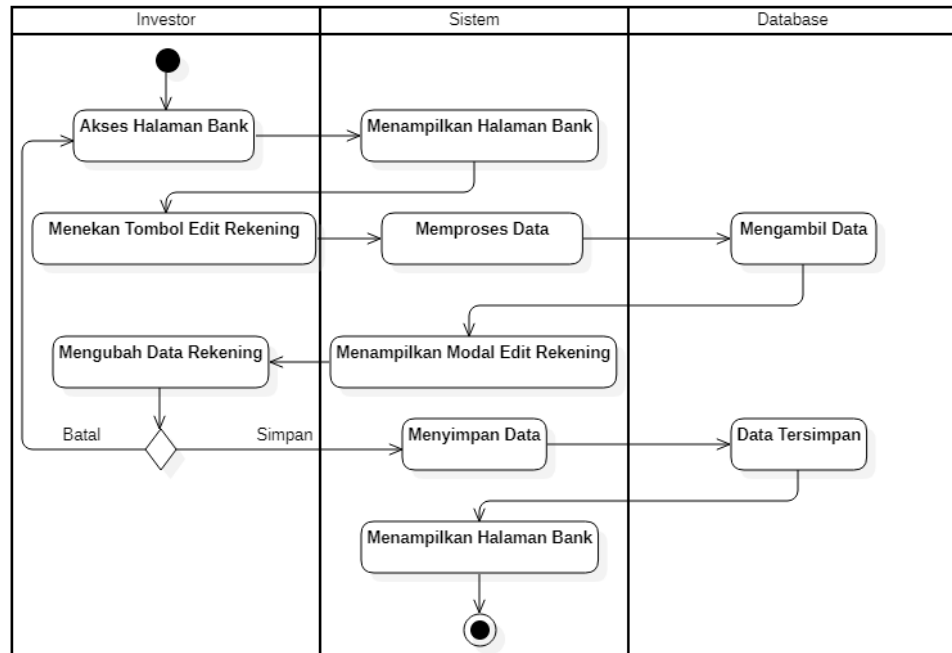 Investor
Sistem
Database
Akses Halaman Bank
Menampilkan Halaman Bank
Menekan Tombol Edit Rekening
Memproses Data
Mengambil Data
Mengubah Data Rekening
Menampilkan Modal Edit Rekening
Batal
Simpan
Menyimpan Data
Data Tersimpan
Menampilkan Halaman Bank